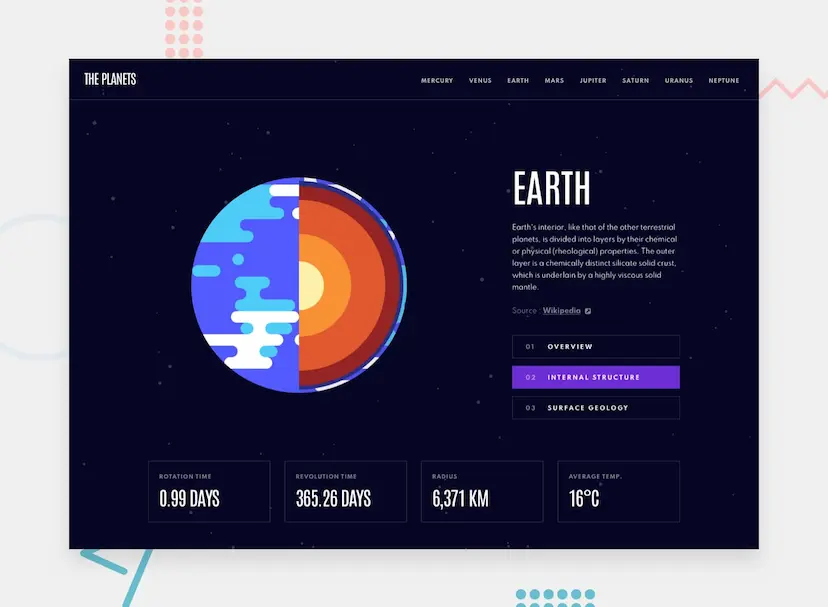 THE PLANETS
MERCURY VENUS EARTH MARS JUPITER SATURN URANUS NEPTUNE
EARTH
Earth's interior, like that of the other terrestrial
planets, is divided into layers by their chemical
or physical (rheological) properties. The outer
layer is a chemically distinct silicate solid crust,
which is underlain by a highly viscous solid
mantle.
Source : Wikipedia
01 OVERVIEW
02 INTERNAL STRUCTURE
03 SURFACE GEOLOGY
ROTATION TIME
0.99 DAYS
REVOLUTION TIME
365.26 DAYS
RADIUS
6,371 KM
AVERAGE TEMP.
16°C